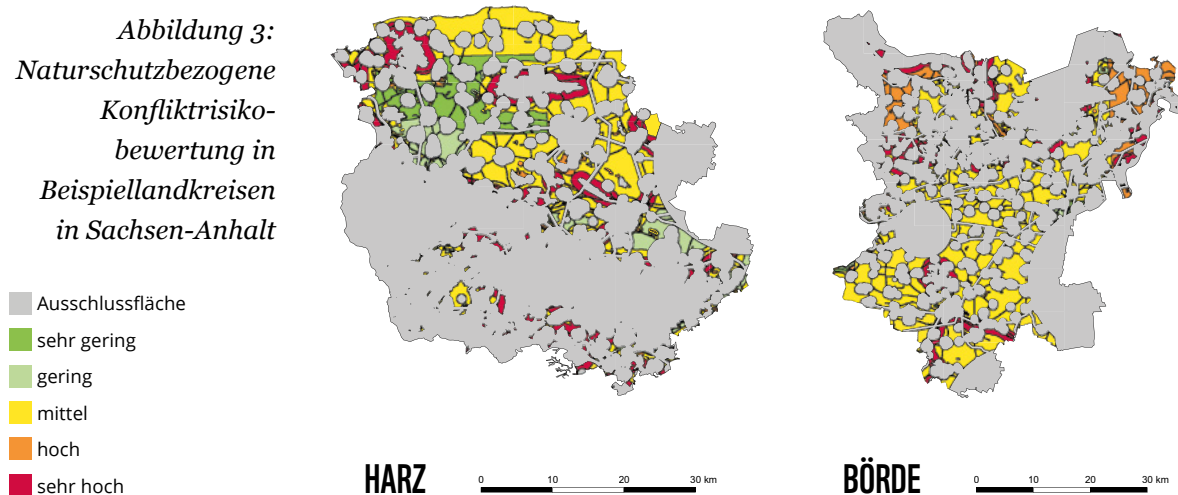 Abbildung 3:
Naturschutzbezogene
Konfliktrisiko-
bewertung in
Beispiellandkreisen
in Sachsen-Anhalt
Ausschlussfläche
sehr gering
gering
mittel
hoch
sehr hoch
HARZ
0 10 20 30 km
BÖRDE
0 10 20 30 km